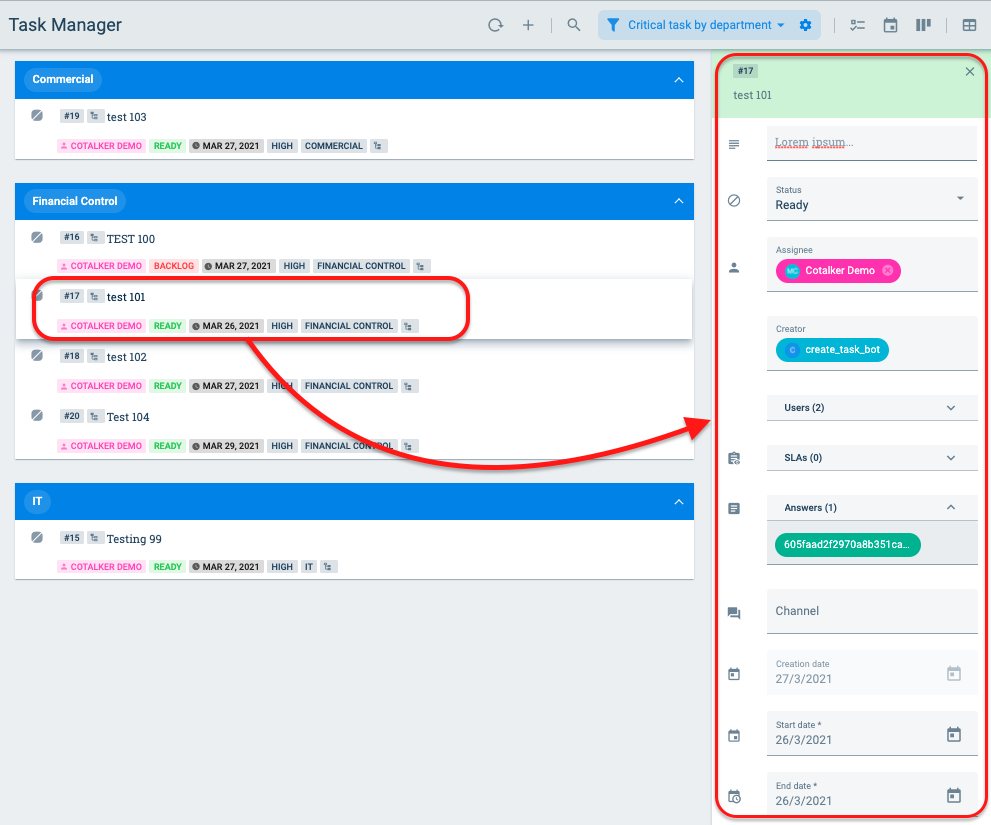 Task Manager
Critical task by department
Commercial
#19 test 103
COTALKER DEMO READY MAR 27, 2021 HIGH COMMERCIAL
Financial Control
#16 TEST 100
COTALKER DEMO BACKLOG MAR 27, 2021 HIGH FINANCIAL CONTROL
#17 test 101
COTALKER DEMO READY MAR 26, 2021 HIGH FINANCIAL CONTROL
#18 test 102
COTALKER DEMO READY MAR 27, 2021 HIGH FINANCIAL CONTROL
#20 Test 104
COTALKER DEMO READY MAR 29, 2021 HIGH FINANCIAL CONTROL
IT
#15 Testing 99
COTALKER DEMO READY MAR 27, 2021 HIGH IT
#17
test 101
Lorem ipsum...
Status
Ready
Assignee
MC Cotalker Demo
Creator
C create_task_bot
Users (2)
SLAs (0)
Answers (1)
605faad2f2970a8b351ca...
Channel
Creation date
27/3/2021
Start date *
26/3/2021
End date *
26/3/2021